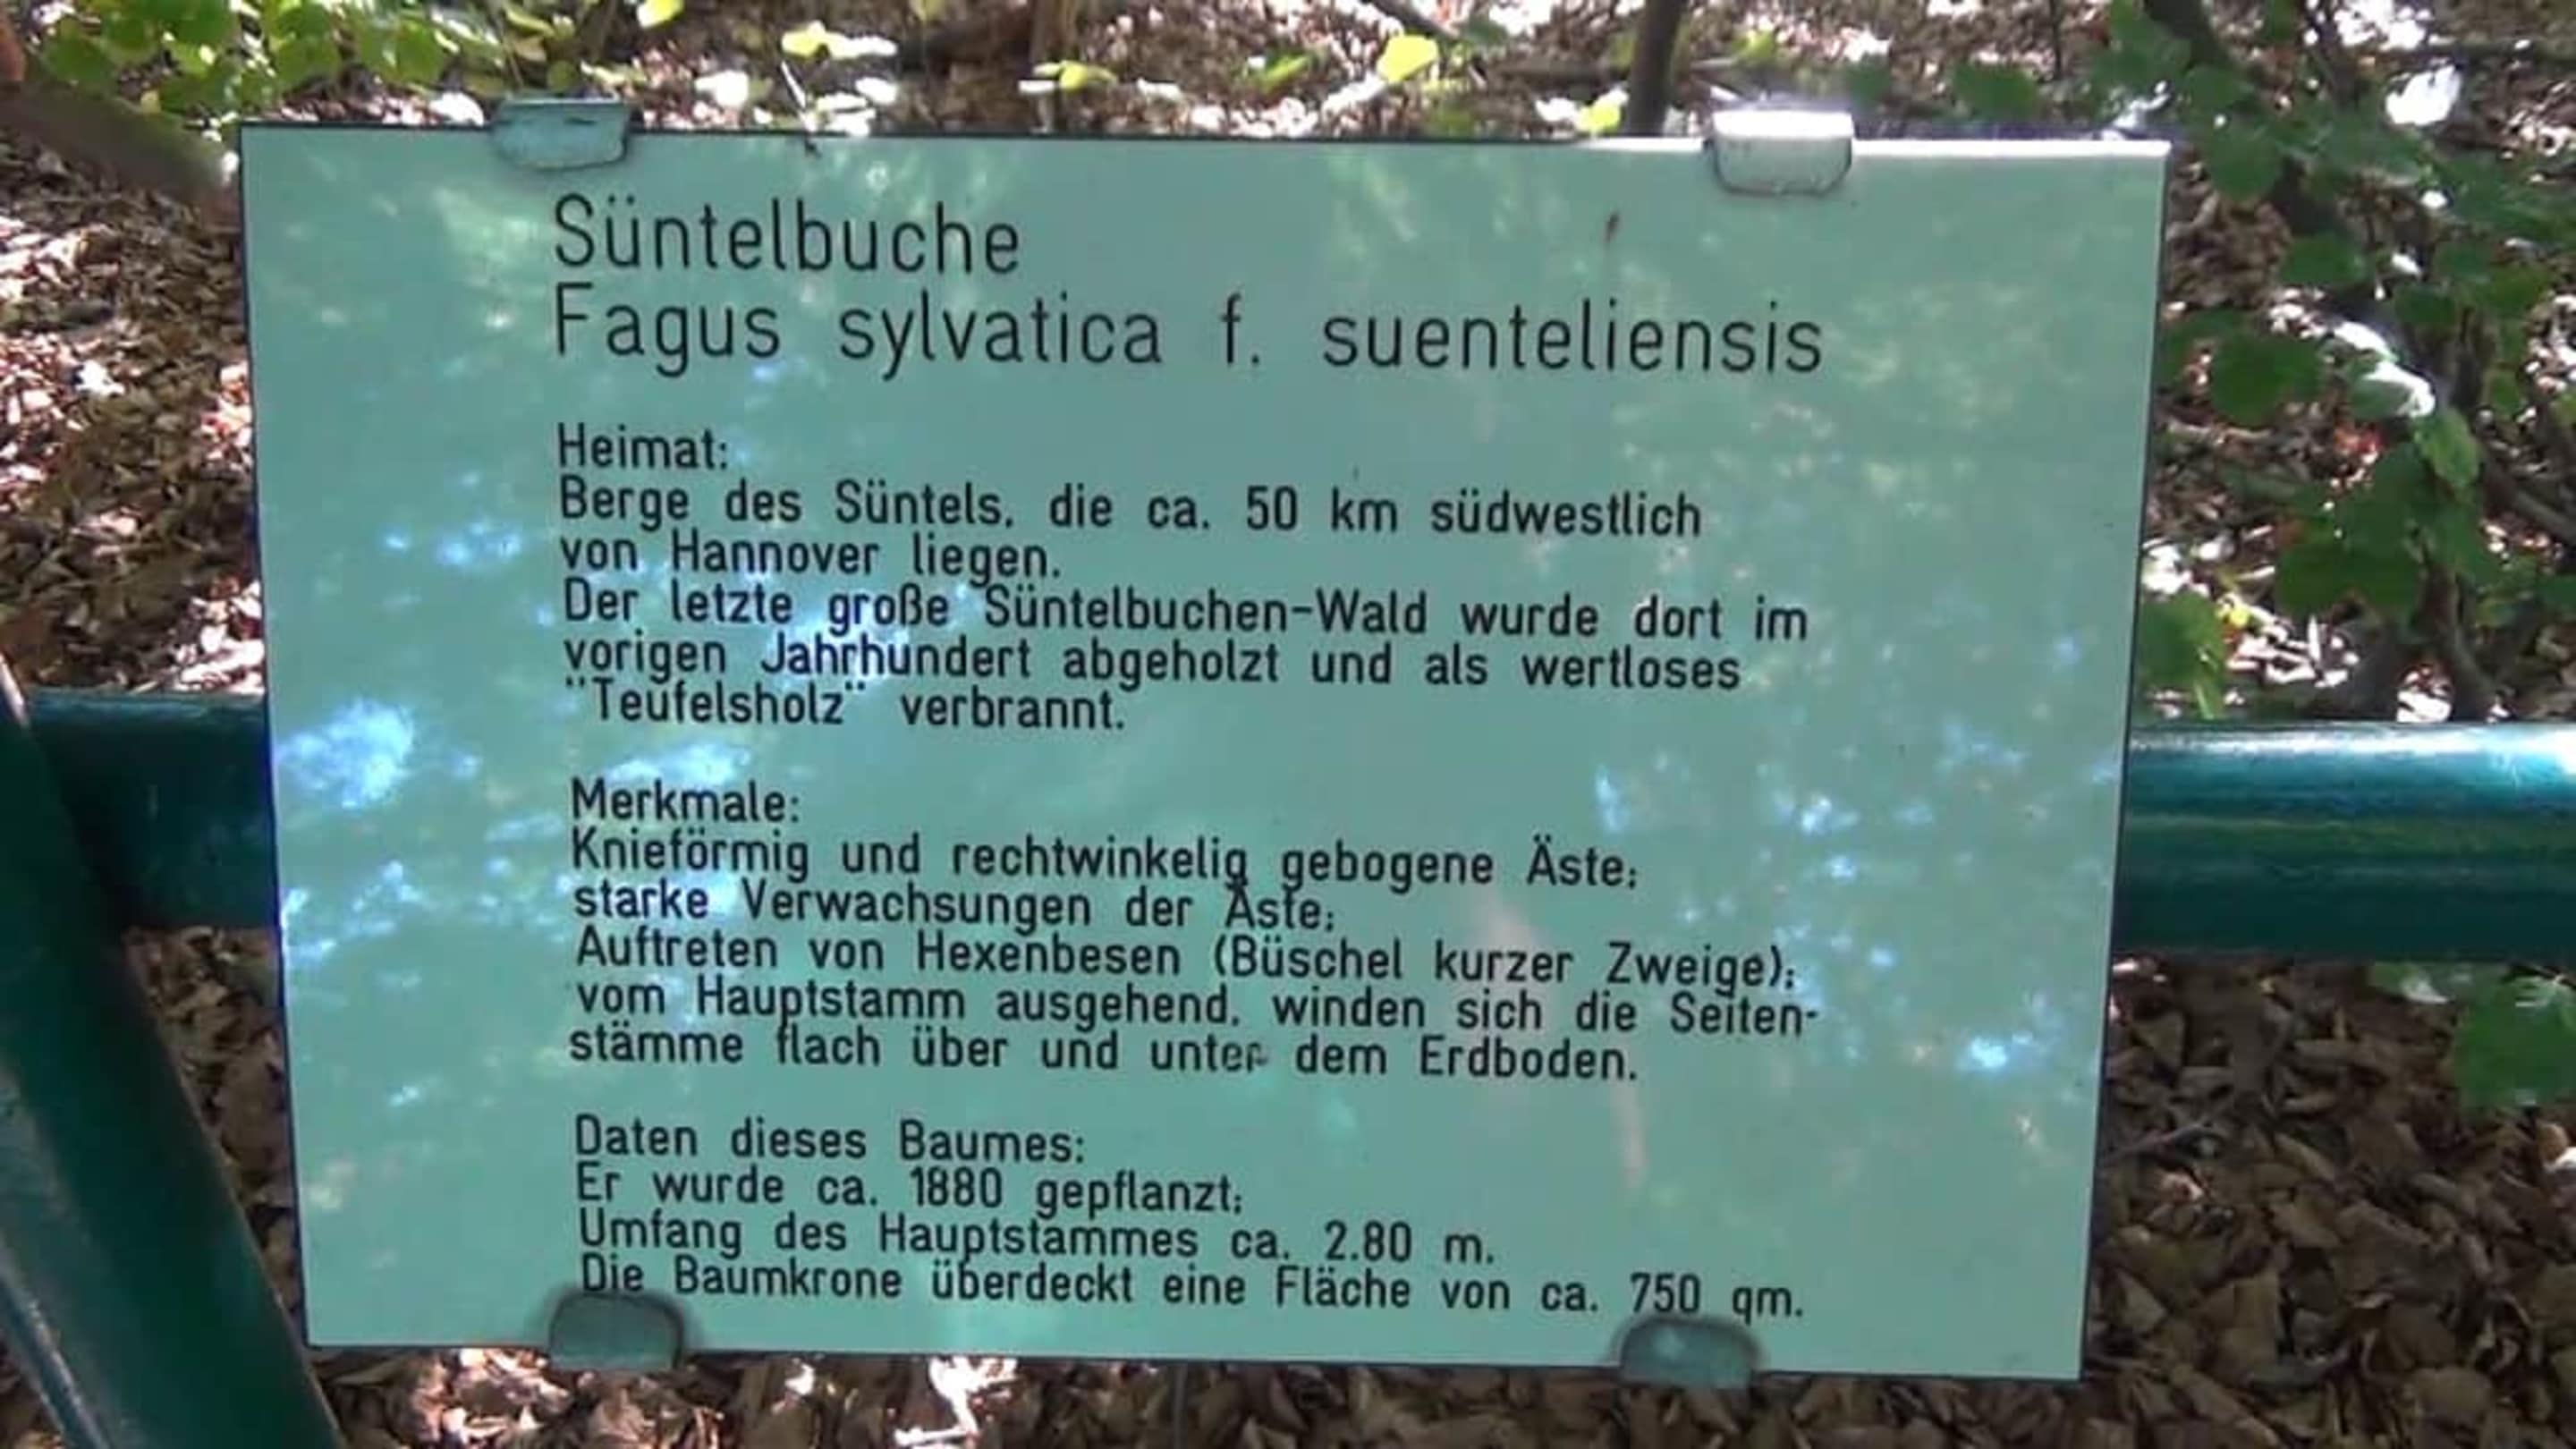 Süntelbuche
Fagus sylvatica f. suenteliensis
Heimat:
Berge des Süntels, die ca. 50 km südwestlich
von Hannover liegen.
Der letzte große Süntelbuchen-Wald wurde dort im
vorigen Jahrhundert abgeholzt und als wertloses
"Teufelsholz" verbrannt.
Merkmale:
Knieförmig und rechtwinkelig gebogene Äste;
starke Verwachsungen der Äste;
Auftreten von Hexenbesen (Büschel kurzer Zweige);
vom Hauptstamm ausgehend, winden sich die Seiten-
stämme flach über und unter dem Erdboden.
Daten dieses Baumes:
Er wurde ca. 1880 gepflanzt;
Umfang des Hauptstammes ca. 2.80 m.
Die Baumkrone überdeckt eine Fläche von ca. 750 qm.